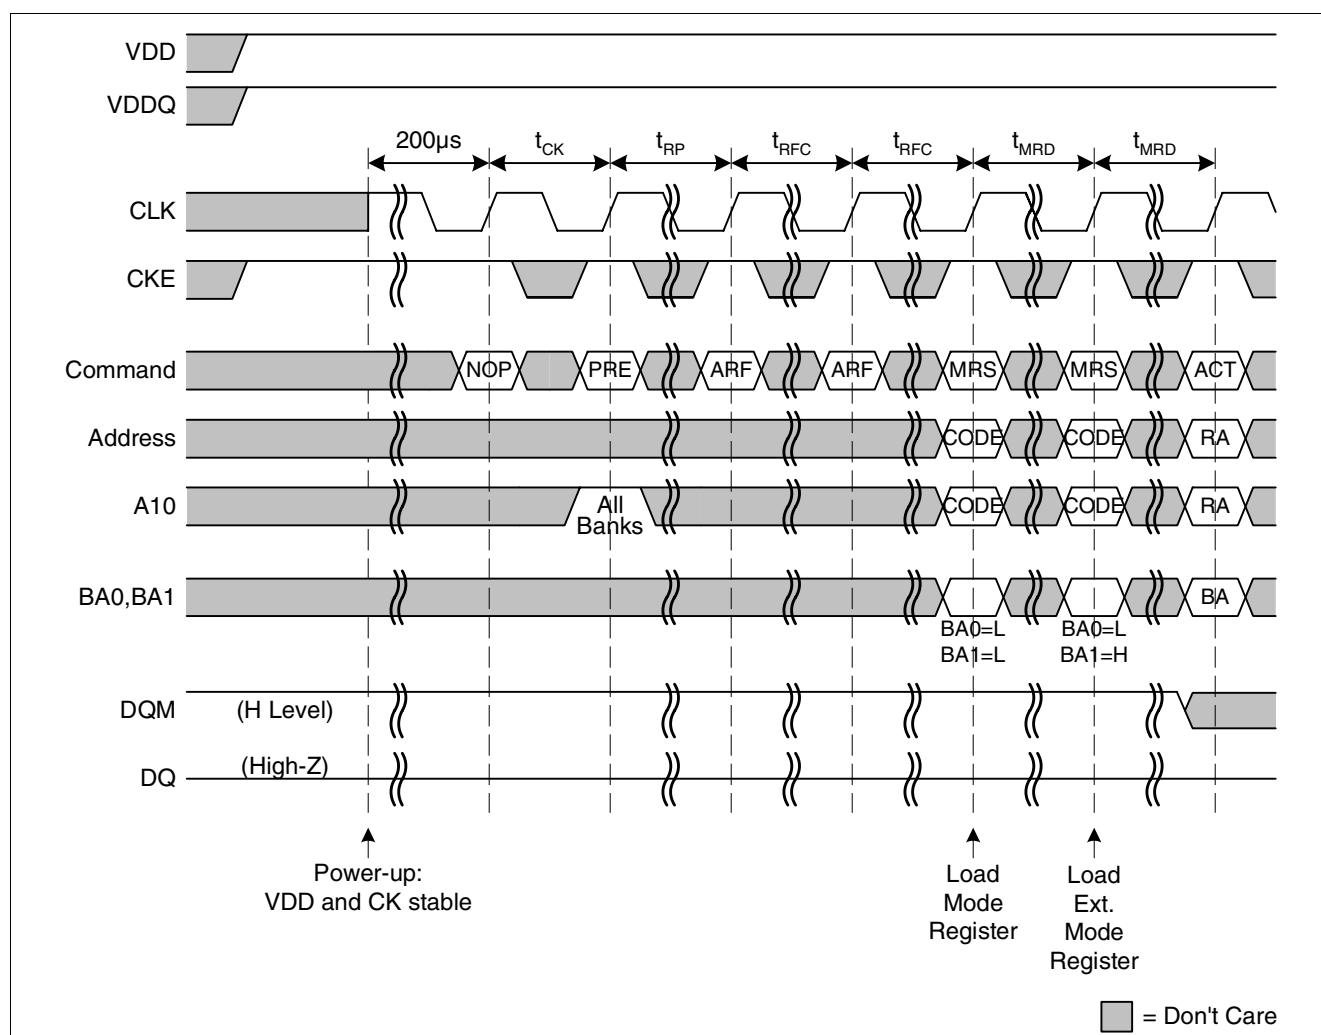 VDD
VDDQ
200µs tCK tRP tRFC tRFC tMRD tMRD
CLK
CKE
Command NOP PRE ARF ARF MRS MRS ACT
Address CODE CODE RA
A10 All Banks CODE CODE RA
BA0,BA1 BA
BA0=L BA0=L
BA1=L BA1=H
DQM (H Level)
DQ (High-Z)
Power-up:
VDD and CK stable
Load
Mode
Register
Load
Ext.
Mode
Register
= Don't Care